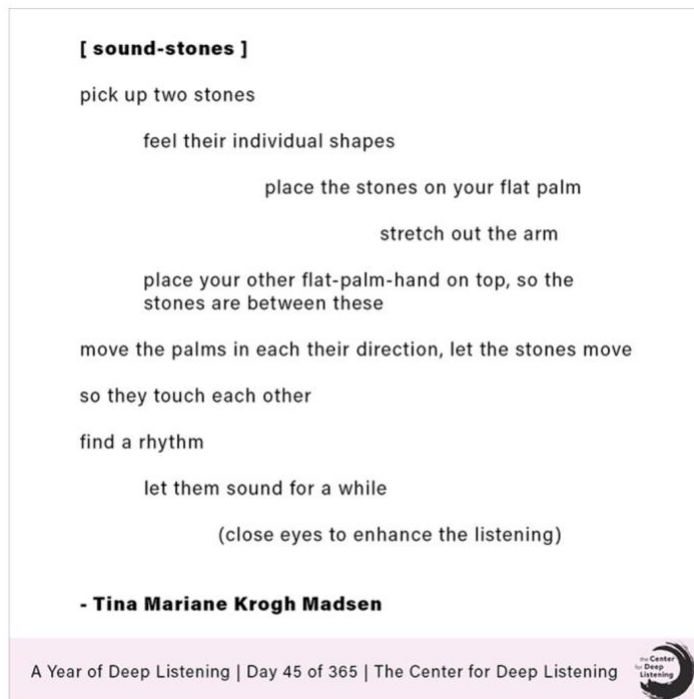 [ sound-stones ]
pick up two stones
feel their individual shapes
place the stones on your flat palm
stretch out the arm
place your other flat-palm-hand on top, so the
stones are between these
move the palms in each their direction, let the stones move
so they touch each other
find a rhythm
let them sound for a while
(close eyes to enhance the listening)
- Tina Mariane Krogh Madsen
A Year of Deep Listening | Day 45 of 365 | The Center for Deep Listening
the Center
for Deep
Listening